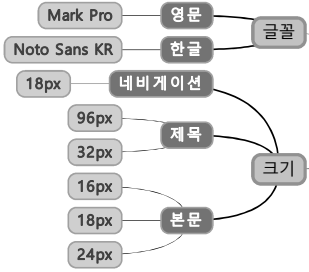 Mark Pro
영문
글꼴
Noto Sans KR
한글
18px
네비게이션
96px
제목
32px
크기
16px
18px
본문
24px